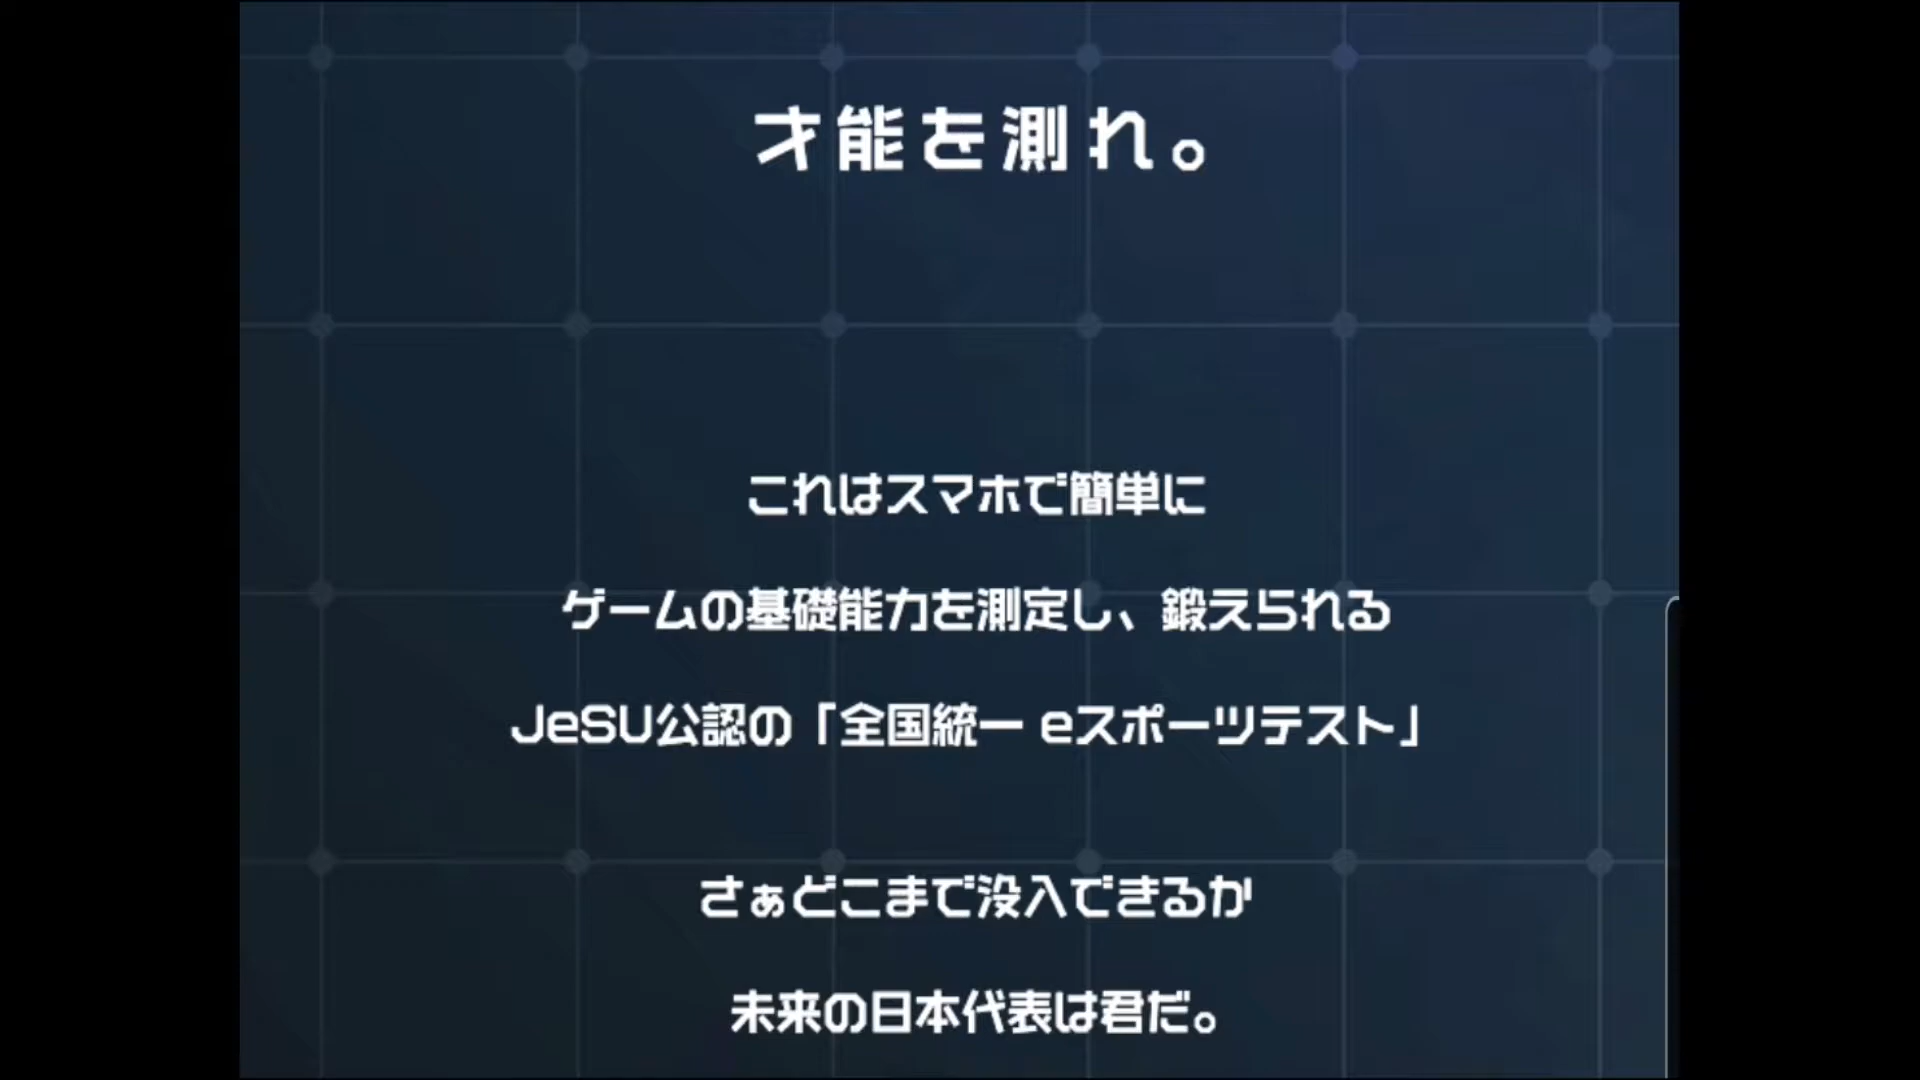 才能を測れ。
これはスマホで簡単に
ゲームの基礎能力を測定し、鍛えられる
JeSU公認の「全国統一 eスポーツテスト」
さぁどこまで没入できるか
未来の日本代表は君だ。